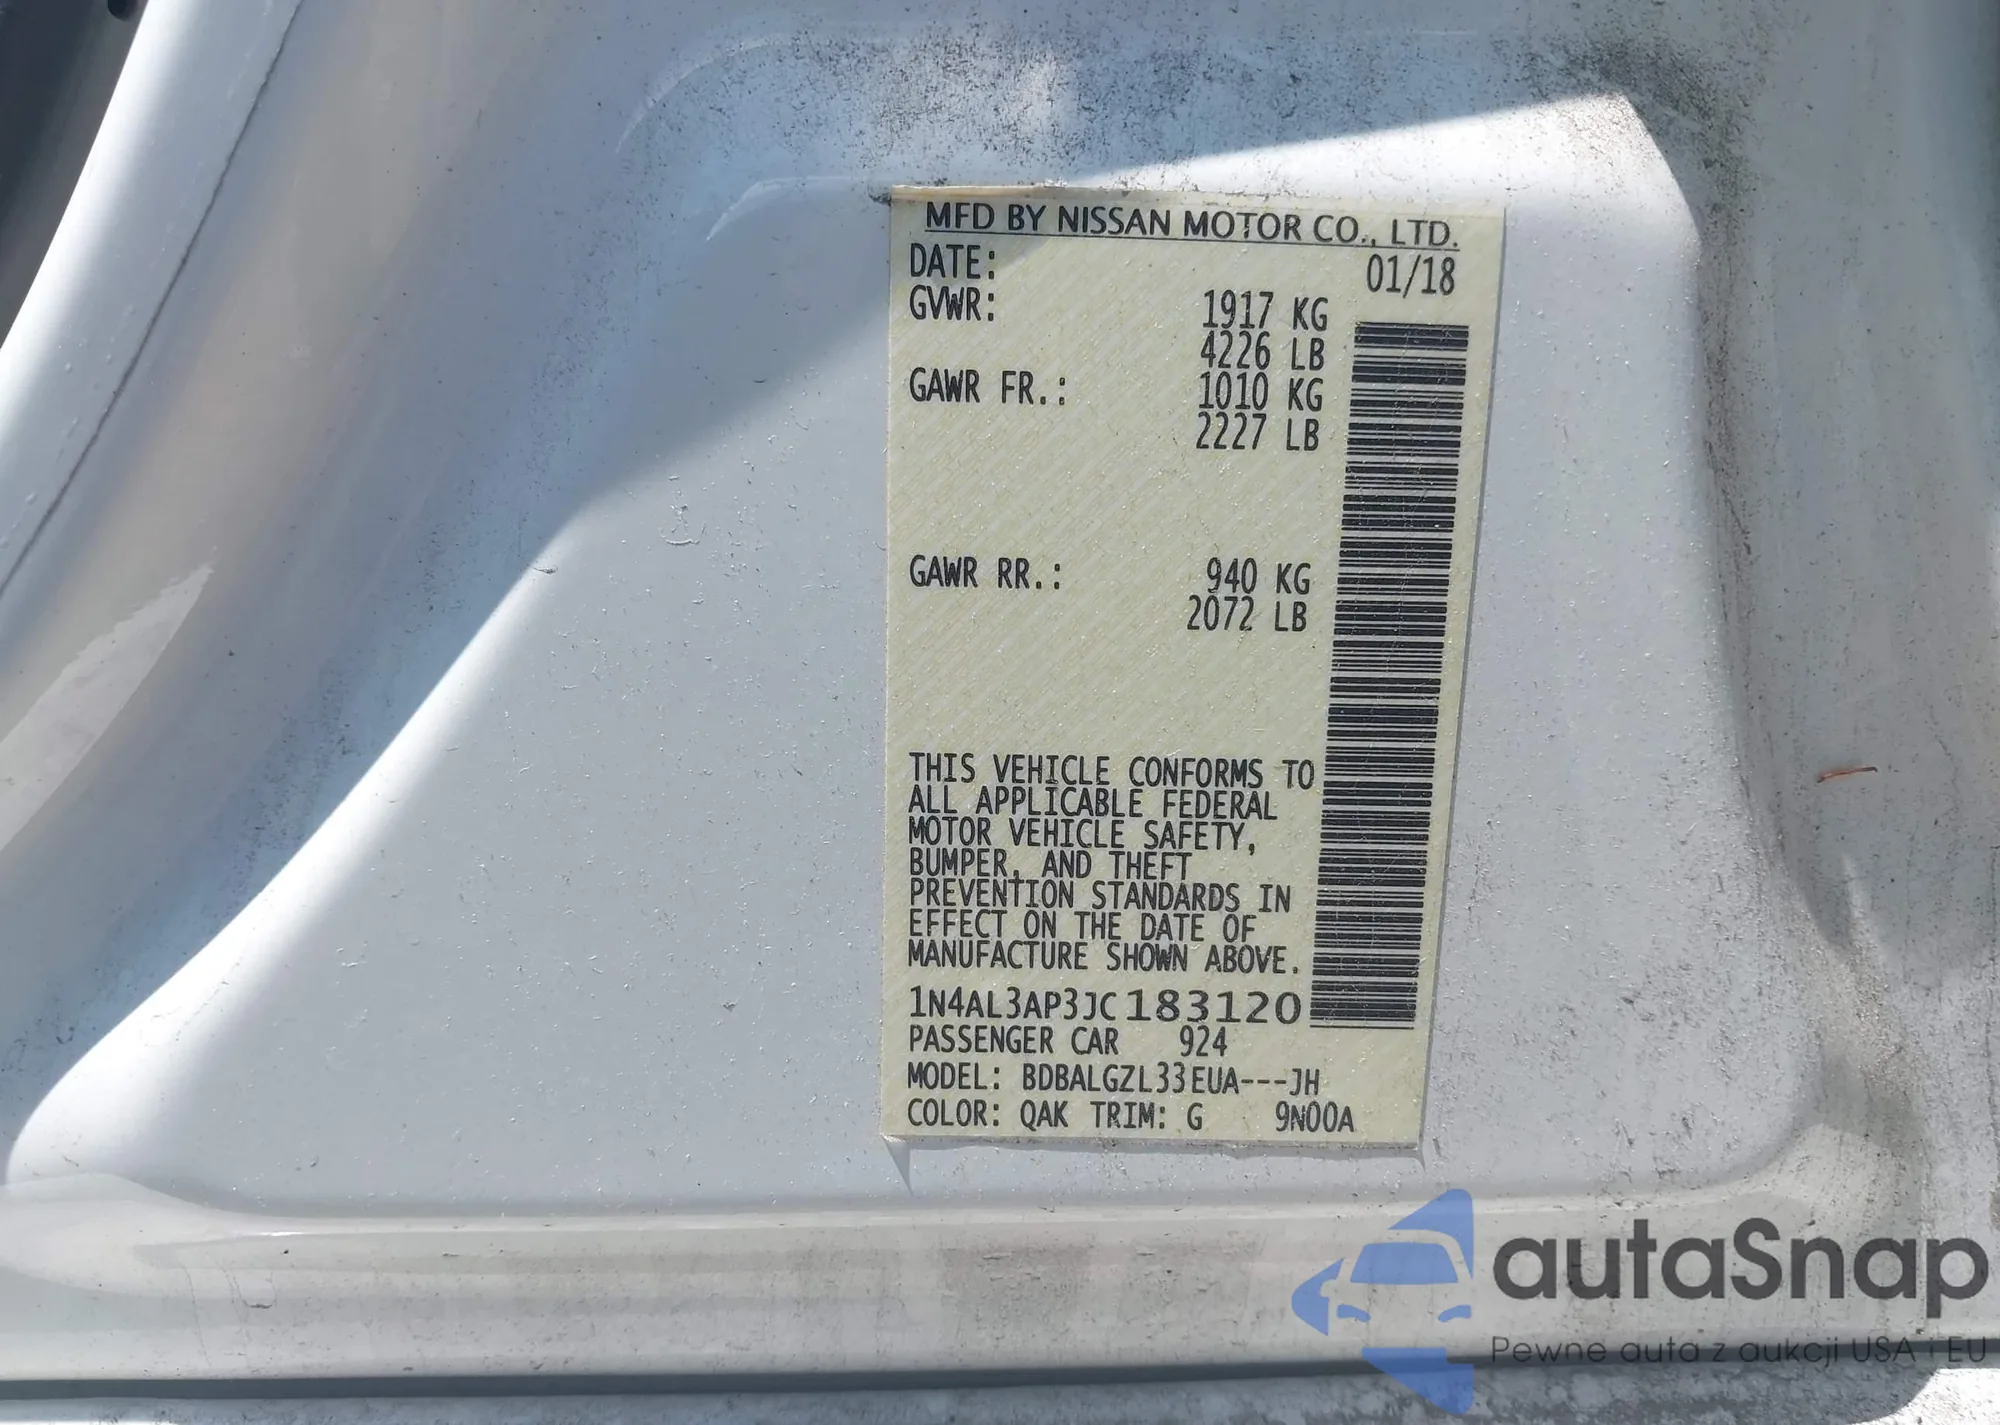 MFD BY NISSAN MOTOR CO., LTD.
DATE: 01/18
GVWR: 1917 KG
4226 LB
GAWR FR.: 1010 KG
2227 LB
GAWR RR.: 940 KG
2072 LB
THIS VEHICLE CONFORMS TO
ALL APPLICABLE FEDERAL
MOTOR VEHICLE SAFETY,
BUMPER, AND THEFT
PREVENTION STANDARDS IN
EFFECT ON THE DATE OF
MANUFACTURE SHOWN ABOVE.
1N4AL3AP3JC183120
PASSENGER CAR 924
MODEL: BDBALGZL33EUA---JH
COLOR: QAK TRIM: G 9N00A
autaSnap
Pewne auta z aukcji USA i EU